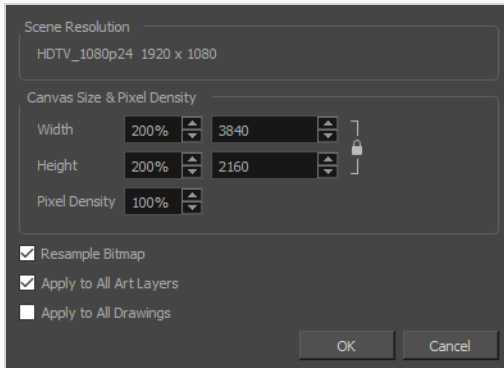 Scene Resolution
HDTV_1080p24 1920 x 1080
Canvas Size & Pixel Density
Width 200% 3840
Height 200% 2160
Pixel Density 100%
Resample Bitmap
Apply to All Art Layers
Apply to All Drawings
OK Cancel